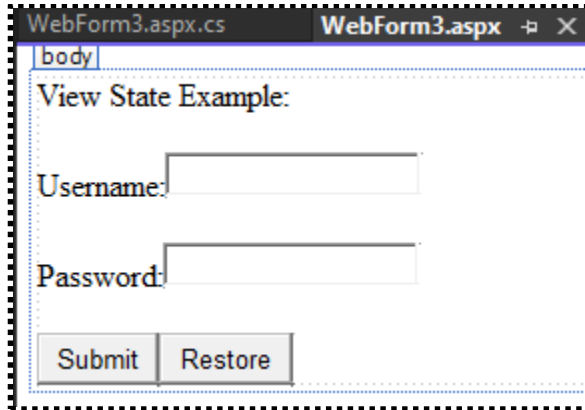 WebForm3.aspx.cs WebForm3.aspx
body
View State Example:
Username:
Password:
Submit Restore